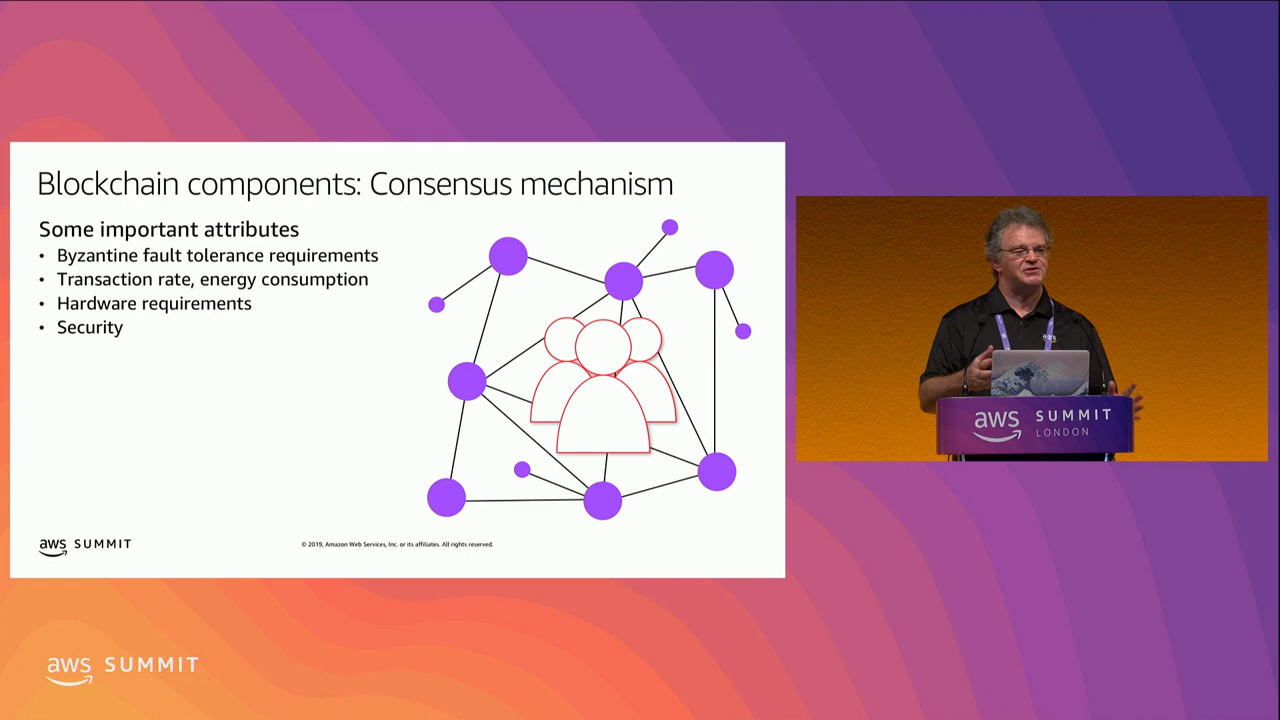 Blockchain components: Consensus mechanism
Some important attributes
• Byzantine fault tolerance requirements
• Transaction rate, energy consumption
• Hardware requirements
• Security
aws SUMMIT
© 2019, Amazon Web Services, Inc. or its affiliates. All rights reserved.
aws SUMMIT
LONDON
aws SUMMIT